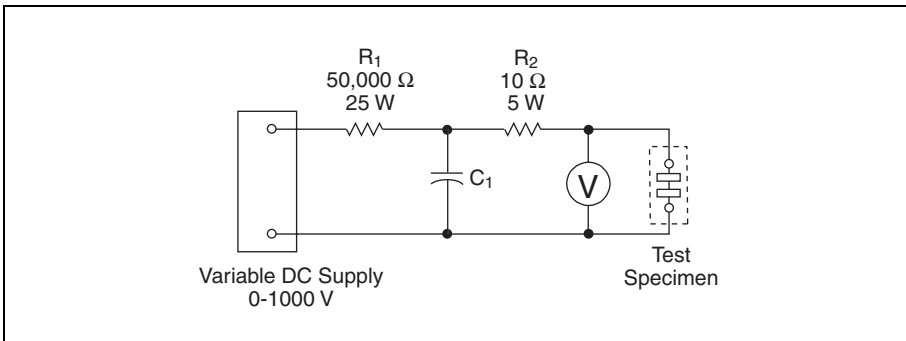 R1
50,000 Ω
25 W
R2
10 Ω
5 W
C1
V
Variable DC Supply
0-1000 V
Test
Specimen